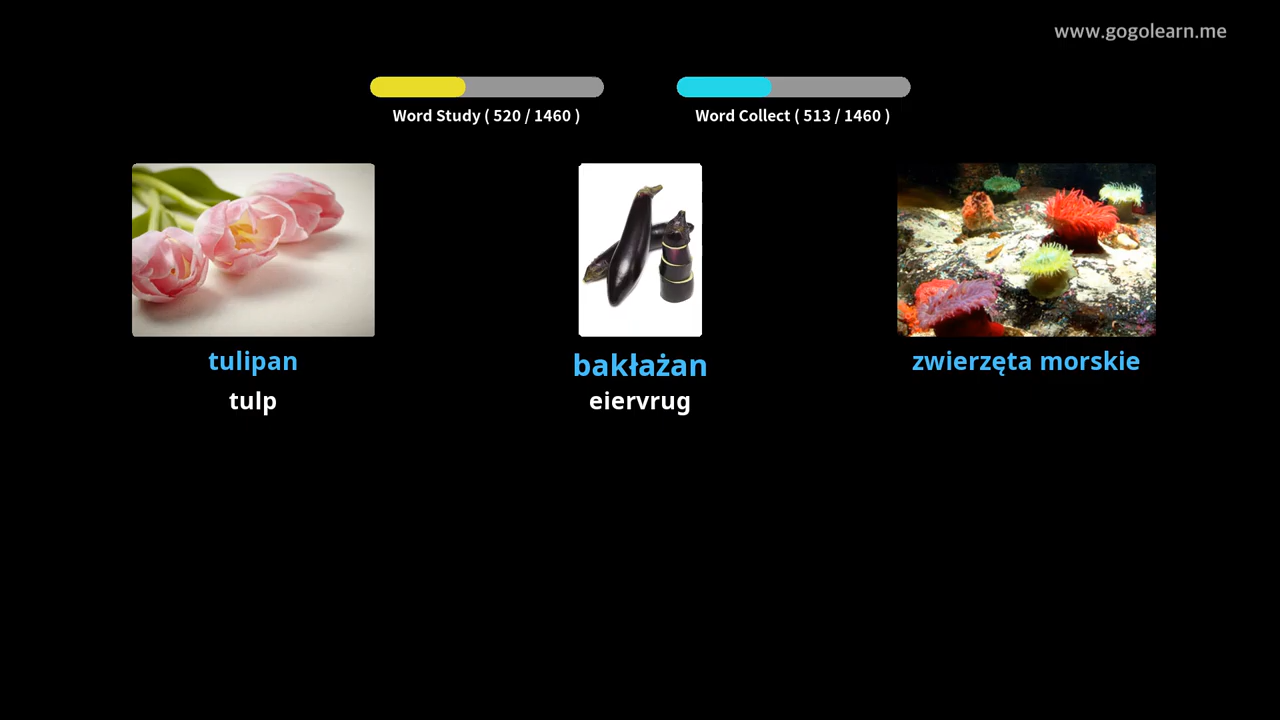 www.gogolearn.me
Word Study ( 520 / 1460 )
Word Collect ( 513 / 1460 )
tulipan
bakłażan
zwierzęta morskie
tulp
eiervrug